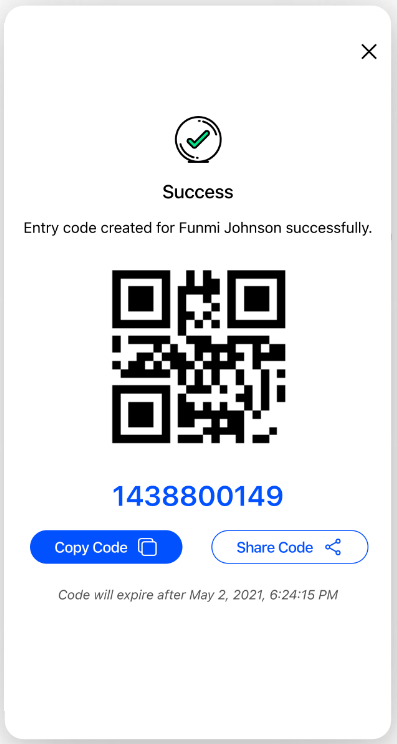 Success
Entry code created for Funmi Johnson successfully.
1438800149
Copy Code
Share Code
Code will expire after May 2, 2021, 6:24:15 PM